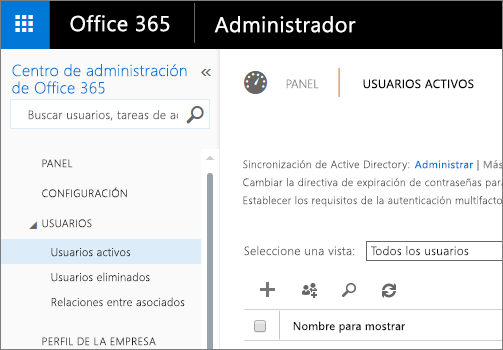 Office 365
Administrador
Centro de administración
de Office 365
Buscar usuarios, tareas de
PANEL
CONFIGURACIÓN
USUARIOS
Usuarios activos
Usuarios eliminados
Relaciones entre asociados
PERFIL DE LA EMPRESA
PANEL
USUARIOS ACTIVOS
Sincronización de Active Directory: Administrar | Más
Cambiar la directiva de expiración de contraseñas para
Establecer los requisitos de la autenticación multifacto
Seleccione una vista: Todos los usuarios
Nombre para mostrar